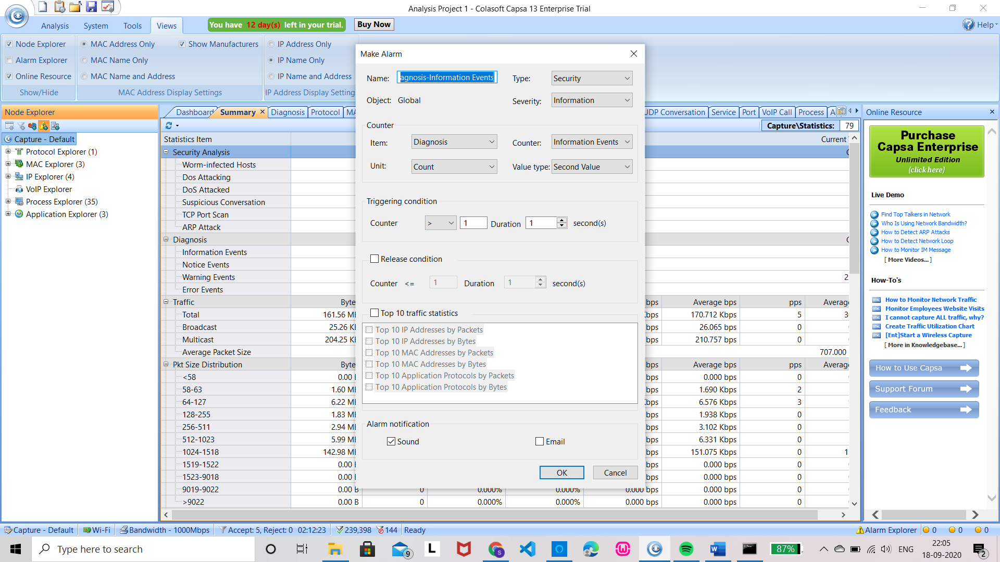 Analysis Project 1 - Colasoft Capsa 13 Enterprise Trial
Analysis System Tools Views
You have 12 day(s) left in your trial. Buy Now
Help
Node Explorer
Alarm Explorer
Online Resource
Show/Hide
MAC Address Only
MAC Name Only
MAC Name and Address
Show Manufacturers
MAC Address Display Settings
IP Address Only
IP Name Only
IP Name and Address
IP Address Display Setting
Node Explorer
Capture - Default
Protocol Explorer (1)
MAC Explorer (3)
IP Explorer (4)
VoIP Explorer
Process Explorer (35)
Application Explorer (3)
Dashboard Summary Diagnosis Protocol MA UDP Conversation Service Port VoIP Call Process A
Capture\Statistics: 79
Statistics Item Current
Security Analysis
Worm-infected Hosts
Dos Attacking
DoS Attacked
Suspicious Conversation
TCP Port Scan
ARP Attack
Diagnosis
Information Events
Notice Events
Warning Events 2
Error Events
Traffic Byte bps Average bps pps Averag
Total 161.56 M bps 170.712 Kbps 5 3
Broadcast 25.26 K bps 26.065 bps 0
Multicast 204.25 K bps 210.757 bps 0
Average Packet Size 707.000
Pkt Size Distribution Byte bps Average bps pps Averag
<58 0.00 bps 0.000 bps 0
58-63 1.60 M bps 1.690 Kbps 2
64-127 6.22 M bps 6.576 Kbps 3
128-255 1.83 M bps 1.938 Kbps 0
256-511 2.94 M bps 3.102 Kbps 0
512-1023 5.99 M bps 6.331 Kbps 0
1024-1518 142.98 M bps 151.075 Kbps 0 1
1519-1522 0.00 bps 0.000 bps 0
1523-9018 0.00 bps 0.000 bps 0
9019-9022 0.00 B 0 0.000% 0.000% 0.000 bps 0.000 bps 0
>9022 0.00 B 0 0.000% 0.000% 0.000 bps 0.000 bps 0
Make Alarm
Name: agnosis-Information Events Type: Security
Object: Global Severity: Information
Counter
Item: Diagnosis Counter: Information Events
Unit: Count Value type: Second Value
Triggering condition
Counter > 1 Duration 1 second(s)
Release condition
Counter <= 1 Duration 1 second(s)
Top 10 traffic statistics
Top 10 IP Addresses by Packets
Top 10 IP Addresses by Bytes
Top 10 MAC Addresses by Packets
Top 10 MAC Addresses by Bytes
Top 10 Application Protocols by Packets
Top 10 Application Protocols by Bytes
Alarm notification
Sound Email
OK Cancel
Online Resource
Purchase
Capsa Enterprise
Unlimited Edition
(click here)
Live Demo
Find Top Talkers in Network
Who Is Using Network Bandwidth?
How to Detect ARP Attacks
How to Detect Network Loop
How to Monitor IM Message
[ More Videos... ]
How-To's
How to Monitor Network Traffic
Monitor Employees Website Visits
I cannot capture ALL traffic, why?
Create Traffic Utilization Chart
[Ent]Start a Wireless Capture
[ More in Knowledgebase... ]
How to Use Capsa
Support Forum
Feedback
Capture - Default Wi-Fi Bandwidth - 1000Mbps Accept: 5, Reject: 0 02:12:23 239,398 144 Ready Alarm Explorer 0 0 0
Type here to search 9 L S W 87% ENG 22:05
18-09-2020 2